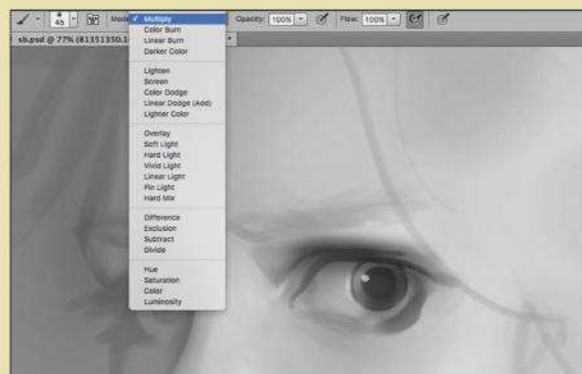 45 Mode: ✓ Multiply Opacity: 100% Flow: 100%
Color Burn
sb.psd @ 77% (81351350.1
Linear Burn
Darker Color
Lighten
Screen
Color Dodge
Linear Dodge (Add)
Lighter Color
Overlay
Soft Light
Hard Light
Vivid Light
Linear Light
Pin Light
Hard Mix
Difference
Exclusion
Subtract
Divide
Hue
Saturation
Color
Luminosity